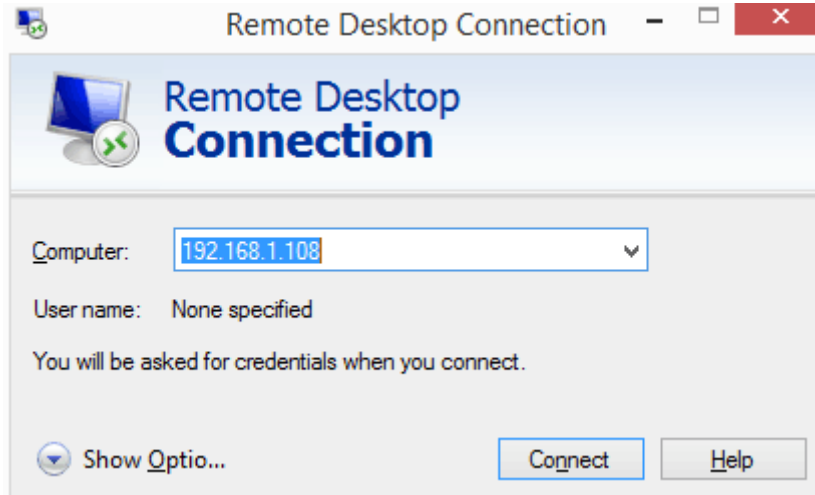 Remote Desktop Connection
Remote Desktop
Connection
Computer: 192.168.1.108
User name: None specified
You will be asked for credentials when you connect.
Show Optio... Connect Help